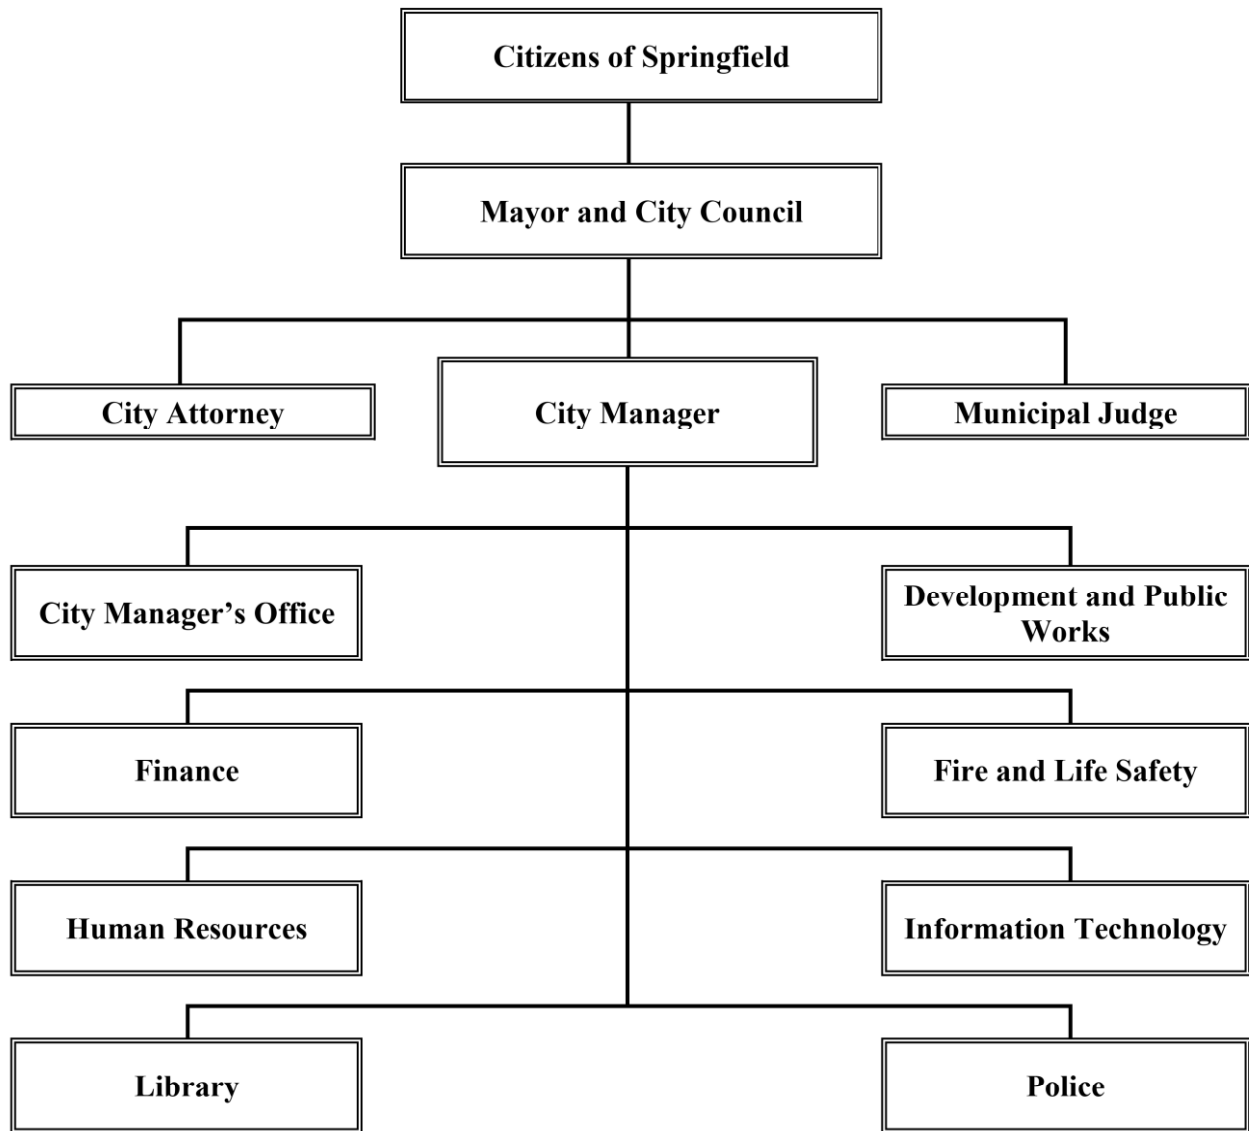 Citizens of Springfield
Mayor and City Council
City Attorney
City Manager
Municipal Judge
City Manager’s Office
Development and Public
Works
Finance
Fire and Life Safety
Human Resources
Information Technology
Library
Police